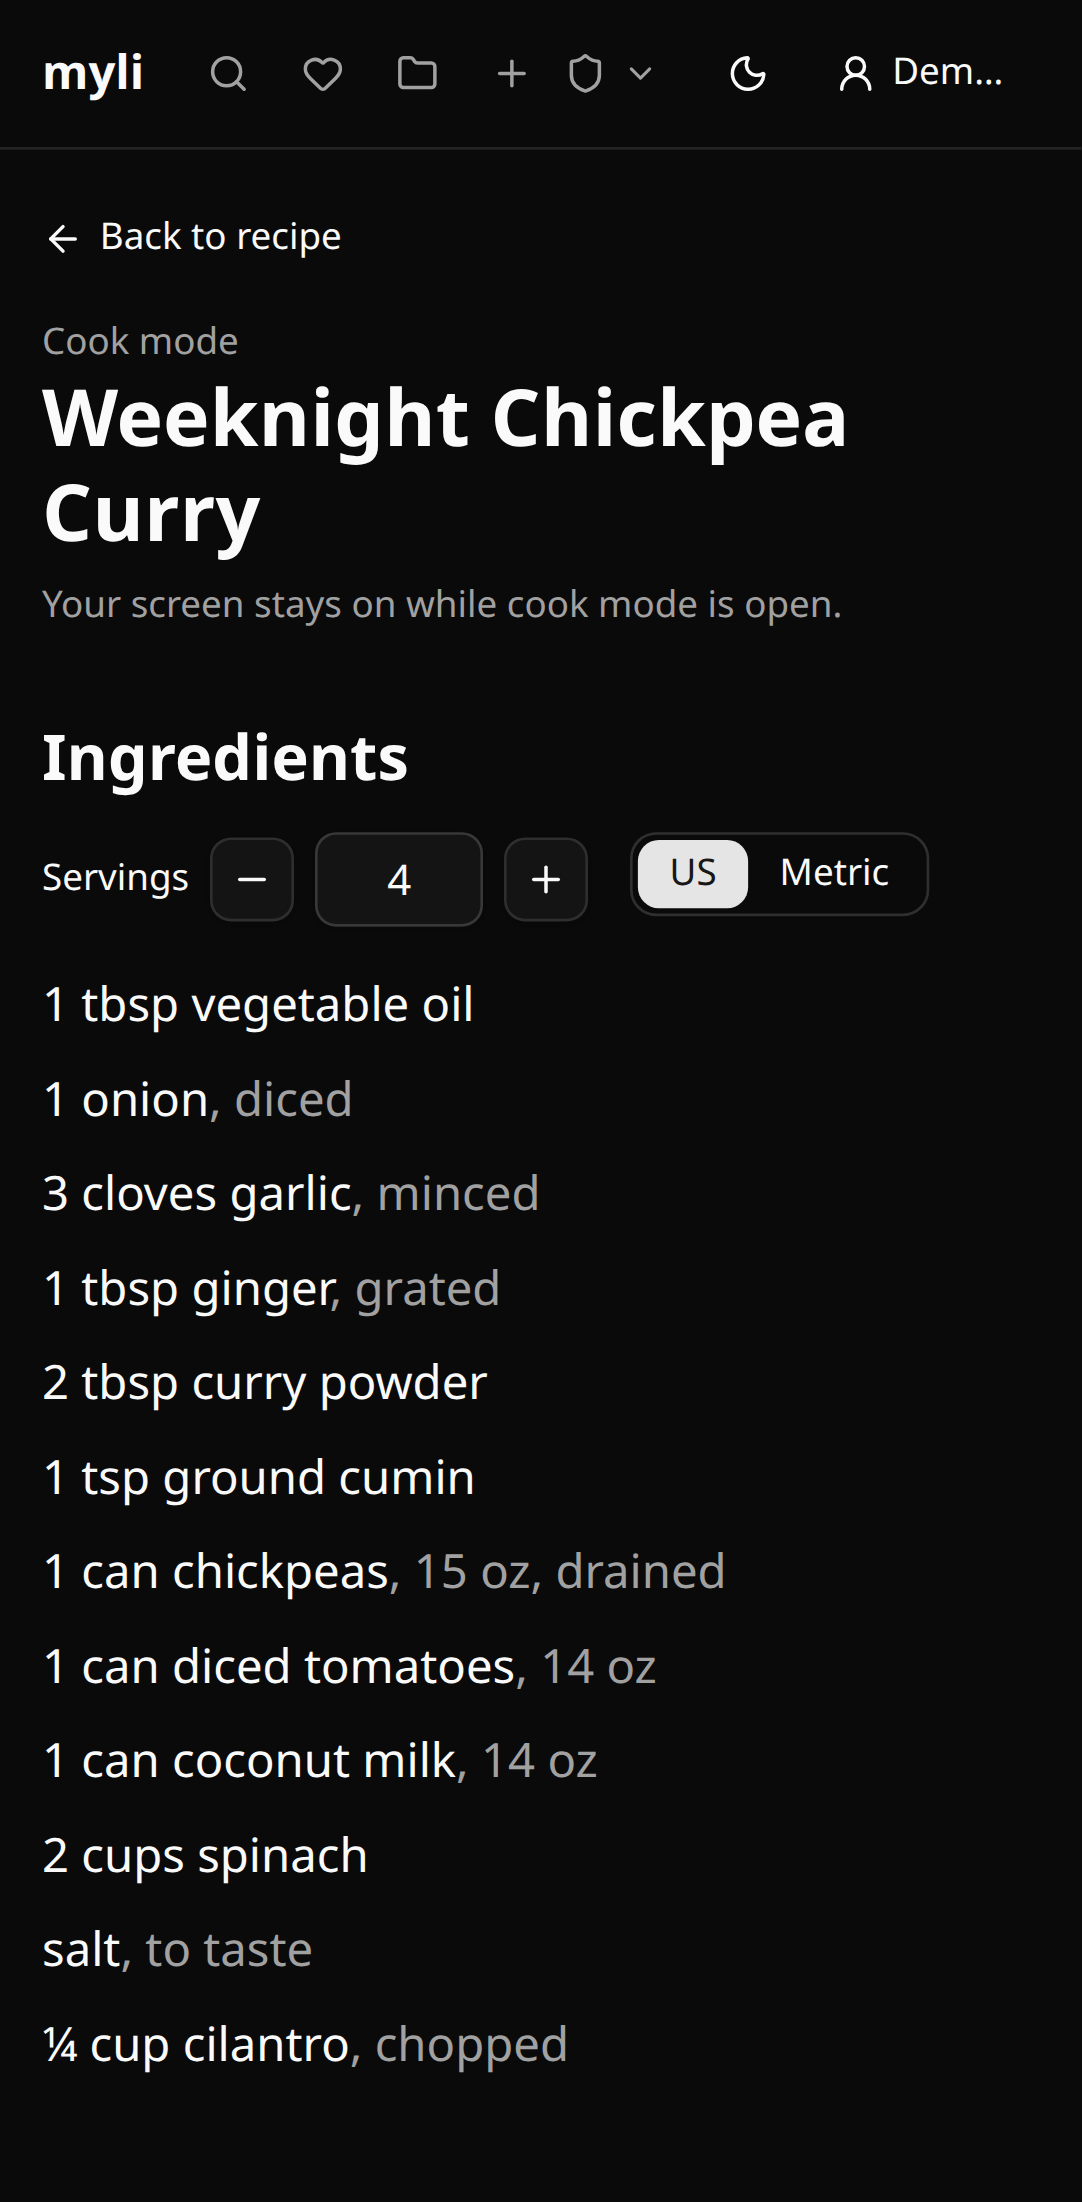 myli Dem...
Back to recipe
Cook mode
Weeknight Chickpea
Curry
Your screen stays on while cook mode is open.
Ingredients
Servings 4 US Metric
1 tbsp vegetable oil
1 onion, diced
3 cloves garlic, minced
1 tbsp ginger, grated
2 tbsp curry powder
1 tsp ground cumin
1 can chickpeas, 15 oz, drained
1 can diced tomatoes, 14 oz
1 can coconut milk, 14 oz
2 cups spinach
salt, to taste
¼ cup cilantro, chopped